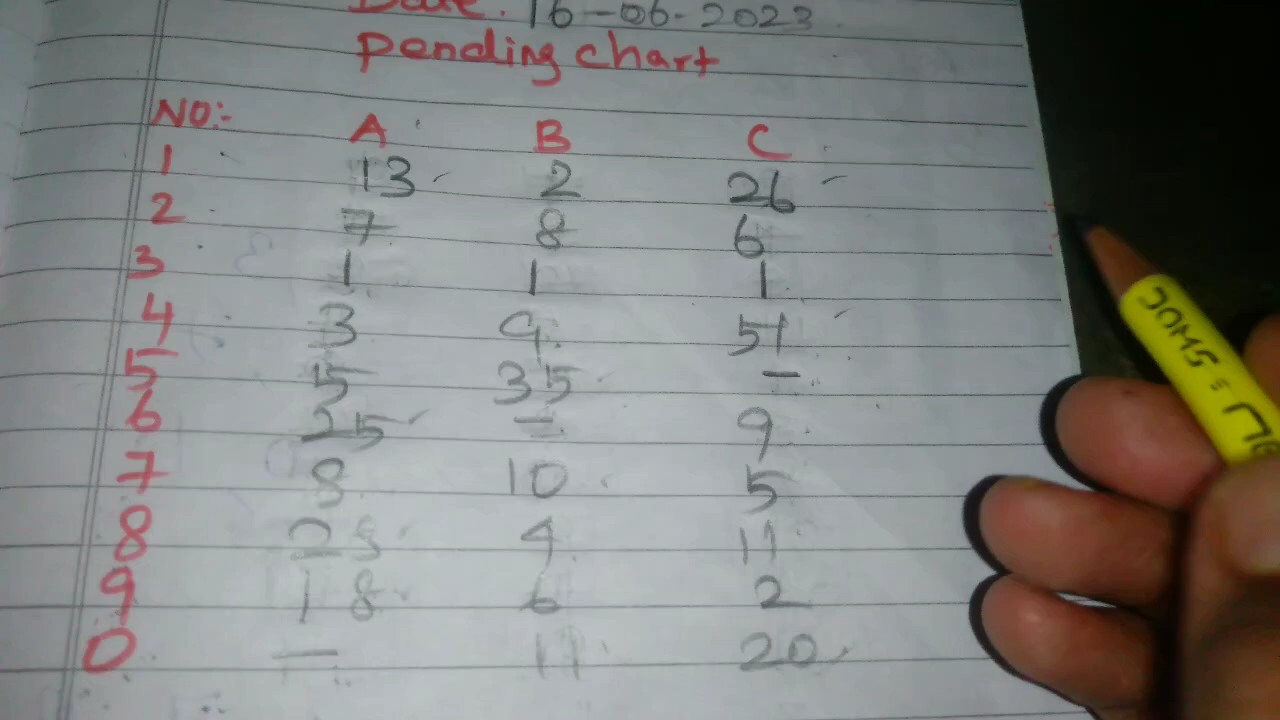 Date: 16-06-2023
Pending chart
NO:- A B C
1 13 2 26
2 7 8 6
3 1 1 1
4 3 9 51
5 5 35 -
6 25 - 9
7 8 10 5
8 4 11
9 18 6 2
0 - 11 20
JOMS